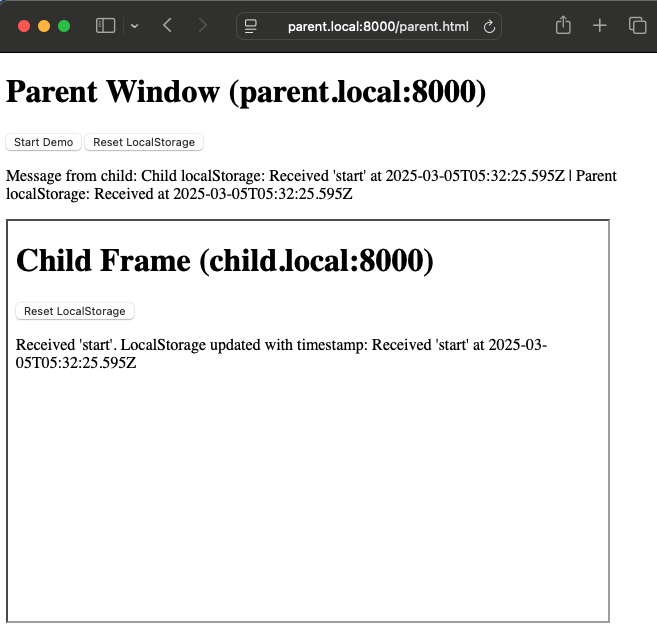 parent.local:8000/parent.html
Parent Window (parent.local:8000)
Start Demo Reset LocalStorage
Message from child: Child localStorage: Received 'start' at 2025-03-05T05:32:25.595Z | Parent
localStorage: Received at 2025-03-05T05:32:25.595Z
Child Frame (child.local:8000)
Reset LocalStorage
Received 'start'. LocalStorage updated with timestamp: Received 'start' at 2025-03-
05T05:32:25.595Z